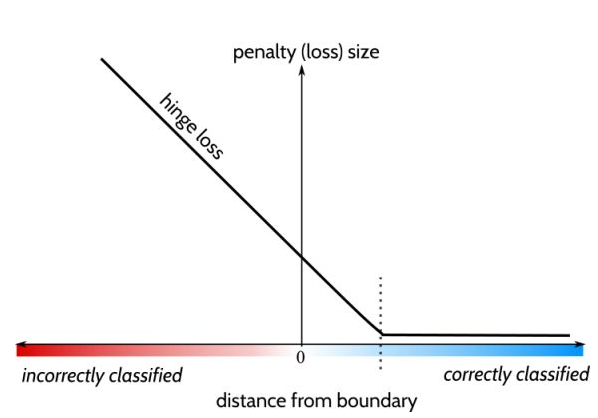 penalty (loss) size
hinge loss
0
incorrectly classified
correctly classified
distance from boundary